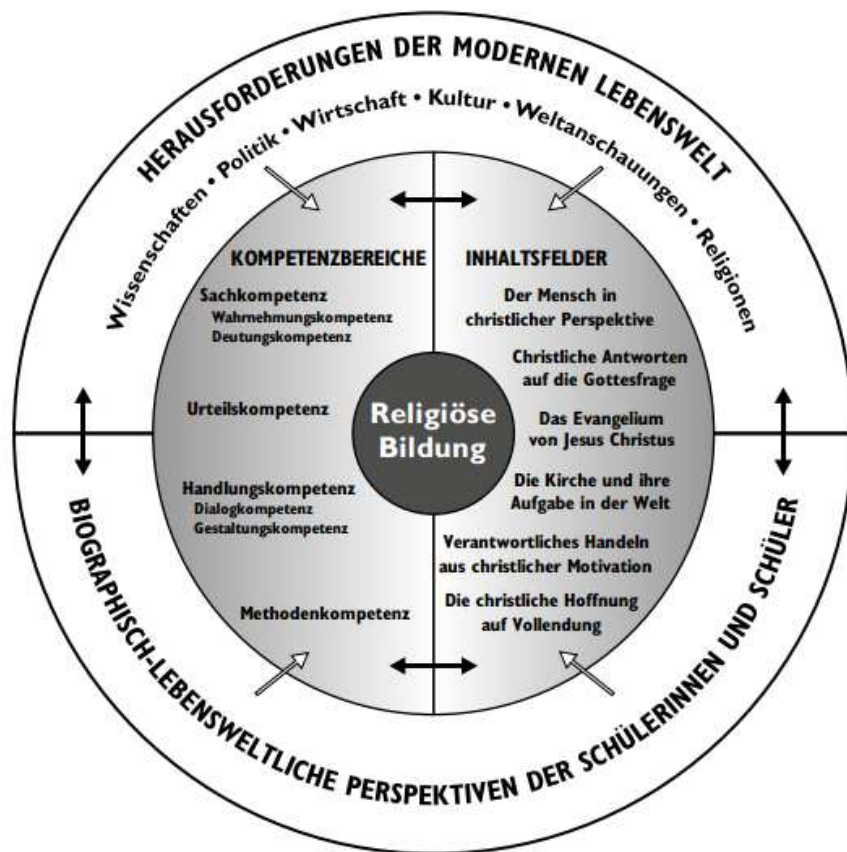 HERAUSFORDERUNGEN DER MODERNEN LEBENSWELT
Wissenschaften • Politik • Wirtschaft • Kultur • Weltanschauungen • Religionen
KOMPETENZBEREICHE
Sachkompetenz
Wahrnehmungskompetenz
Deutungskompetenz
Urteilskompetenz
Handlungskompetenz
Dialogkompetenz
Gestaltungskompetenz
Methodenkompetenz
Religiöse
Bildung
INHALTSFELDER
Der Mensch in
christlicher Perspektive
Christliche Antworten
auf die Gottesfrage
Das Evangelium
von Jesus Christus
Die Kirche und ihre
Aufgabe in der Welt
Verantwortliches Handeln
aus christlicher Motivation
Die christliche Hoffnung
auf Vollendung
BIOGRAPHISCH-LEBENSWELTLICHE PERSPEKTIVEN DER SCHÜLERINNEN UND SCHÜLER